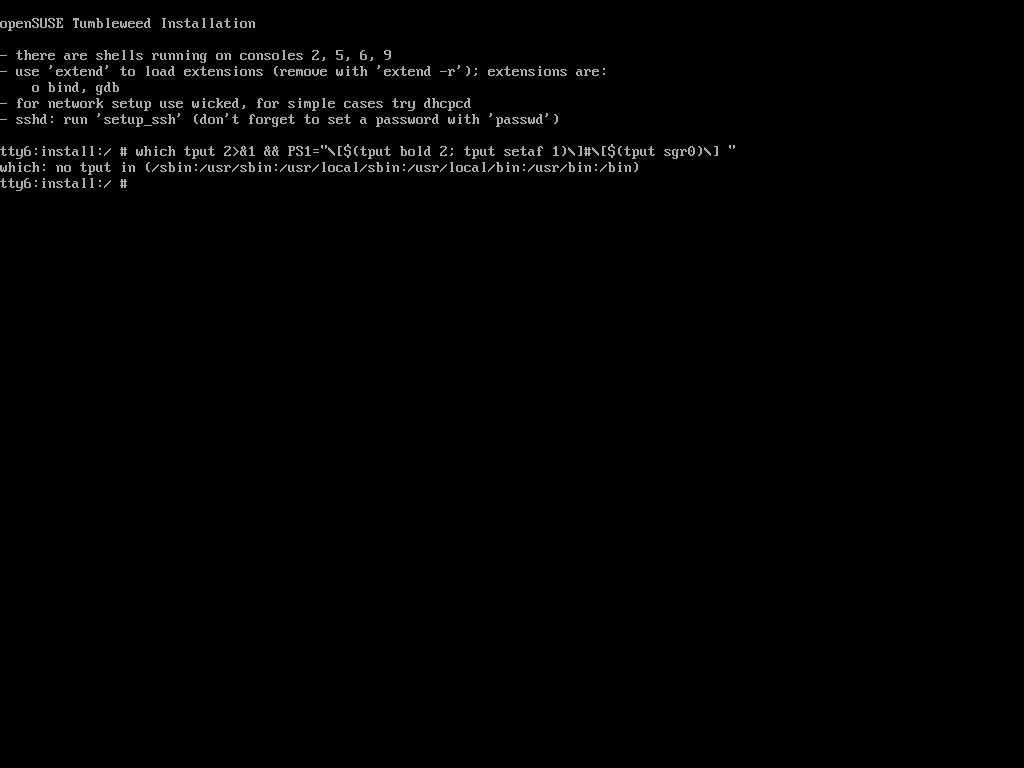 openSUSE Tumbleweed Installation
- there are shells running on consoles 2, 5, 6, 9
- use 'extend' to load extensions (remove with 'extend -r'); extensions are:
o bind, gdb
- for network setup use wicked, for simple cases try dhcpcd
- sshd: run 'setup_ssh' (don't forget to set a password with 'passwd')
tty6:install:/ # which tput 2>&1 && PS1="\[$(tput bold 2; tput setaf 1)\]#\[$(tput sgr0)\] "
which: no tput in (/sbin:/usr/sbin:/usr/local/sbin:/usr/local/bin:/usr/bin:/bin)
tty6:install:/ #